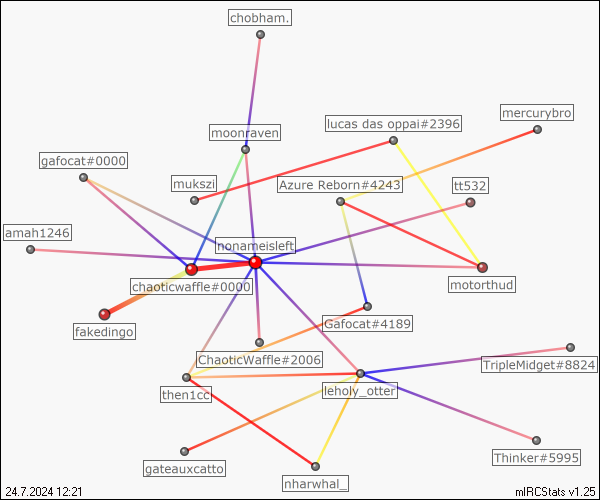 chobham.
mercurybro
lucas das oppai#2396
moonraven
gafocat#0000
mukszi
Azure Reborn#4243
tt532
amah1246
nonameisleft
chaoticwaffle#0000
motorthud
fakedingo
Gafocat#4189
ChaoticWaffle#2006
TripleMidget#8824
then1cc
leholy_otter
gateauxcatto
Thinker#5995
nharwhal_
24.7.2024 12:21
mIRCStats v1.25